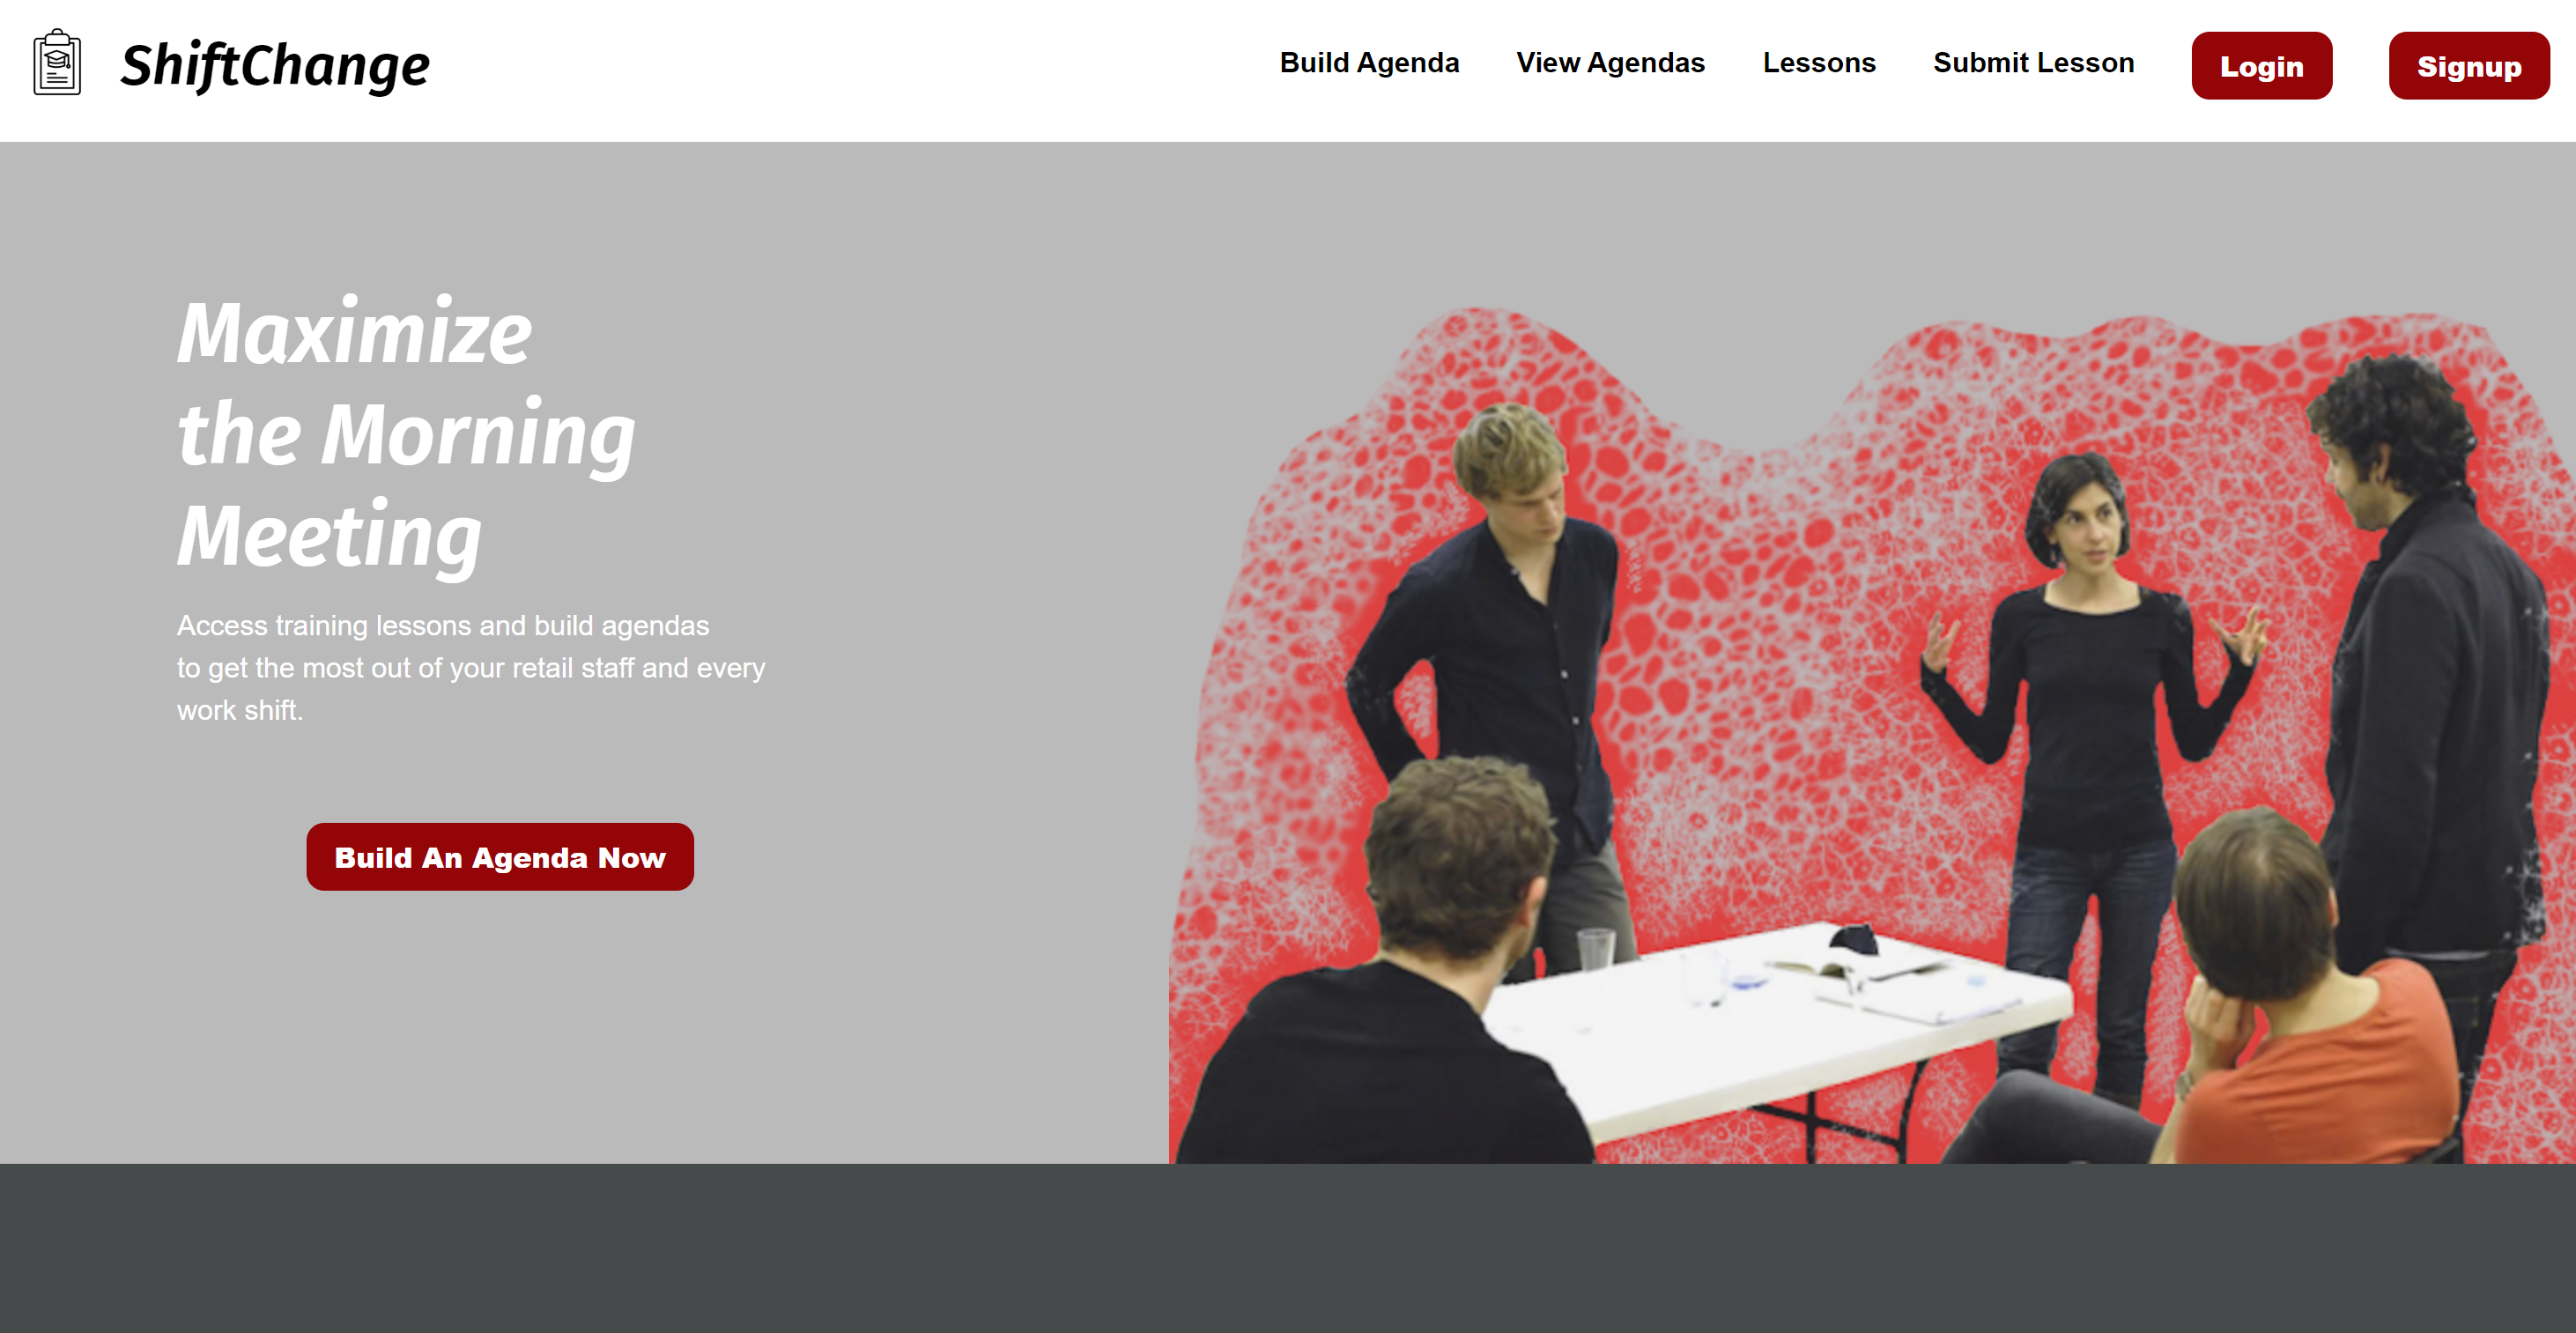 ShiftChange
Build Agenda
View Agendas
Lessons
Submit Lesson
Login
Signup
Maximize
the Morning
Meeting
Access training lessons and build agendas
to get the most out of your retail staff and every
work shift.
Build An Agenda Now